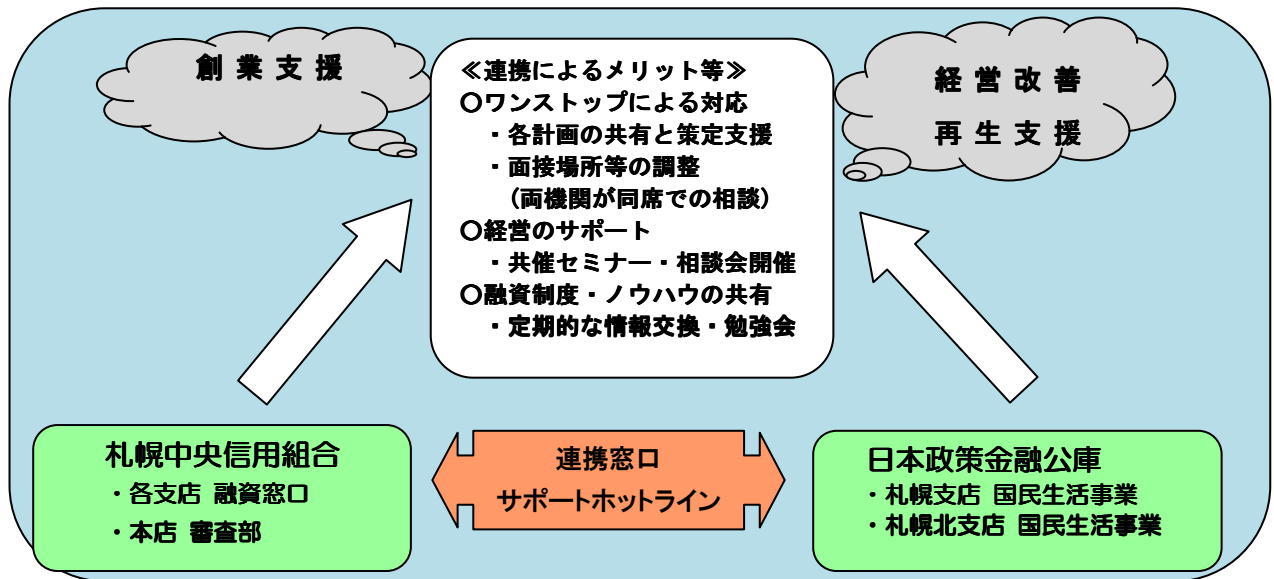 創 業 支 援
≪連携によるメリット等≫
〇ワンストップによる対応
・各計画の共有と策定支援
・面接場所等の調整
(両機関が同席での相談)
〇経営のサポート
・共催セミナー・相談会開催
〇融資制度・ノウハウの共有
・定期的な情報交換・勉強会
経 営 改 善
再 生 支 援
札幌中央信用組合
・各支店 融資窓口
・本店 審査部
連携窓口
サポートホットライン
日本政策金融公庫
・札幌支店 国民生活事業
・札幌北支店 国民生活事業